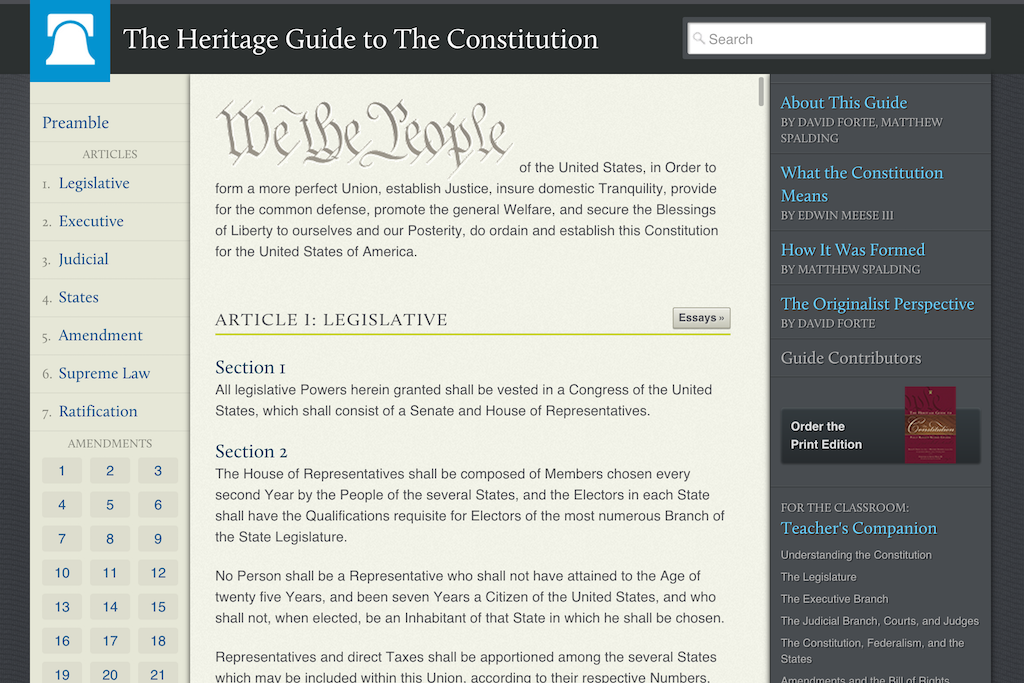 The Heritage Guide to The Constitution
Search
Preamble
ARTICLES
1. Legislative
2. Executive
3. Judicial
4. States
5. Amendment
6. Supreme Law
7. Ratification
AMENDMENTS
1 2 3
4 5 6
7 8 9
10 11 12
13 14 15
16 17 18
19 20 21
We the People
of the United States, in Order to
form a more perfect Union, establish Justice, insure domestic Tranquility, provide
for the common defense, promote the general Welfare, and secure the Blessings
of Liberty to ourselves and our Posterity, do ordain and establish this Constitution
for the United States of America.
ARTICLE I: LEGISLATIVE
Essays »
Section 1
All legislative Powers herein granted shall be vested in a Congress of the United
States, which shall consist of a Senate and House of Representatives.
Section 2
The House of Representatives shall be composed of Members chosen every
second Year by the People of the several States, and the Electors in each State
shall have the Qualifications requisite for Electors of the most numerous Branch of
the State Legislature.
No Person shall be a Representative who shall not have attained to the Age of
twenty five Years, and been seven Years a Citizen of the United States, and who
shall not, when elected, be an Inhabitant of that State in which he shall be chosen.
Representatives and direct Taxes shall be apportioned among the several States
which may be included within this Union, according to their respective Numbers,
About This Guide
BY DAVID FORTE, MATTHEW
SPALDING
What the Constitution
Means
BY EDWIN MEESE III
How It Was Formed
BY MATTHEW SPALDING
The Originalist Perspective
BY DAVID FORTE
Guide Contributors
Order the
Print Edition
THE HERITAGE GUIDE TO
Constitution
FOR THE CLASSROOM:
Teacher's Companion
Understanding the Constitution
The Legislature
The Executive Branch
The Judicial Branch, Courts, and Judges
The Constitution, Federalism, and the
States
Amendments and the Bill of Rights